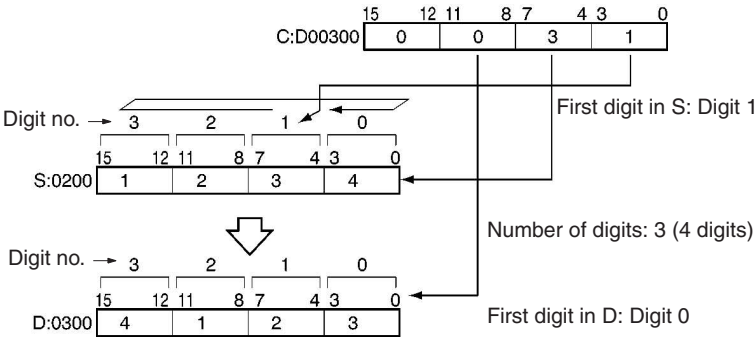 15 12 11 8 7 4 3 0
C:D00300 0 0 3 1
First digit in S: Digit 1
Digit no. 3 2 1 0
15 12 11 8 7 4 3 0
S:0200 1 2 3 4
Number of digits: 3 (4 digits)
Digit no. 3 2 1 0
15 12 11 8 7 4 3 0
First digit in D: Digit 0
D:0300 4 1 2 3